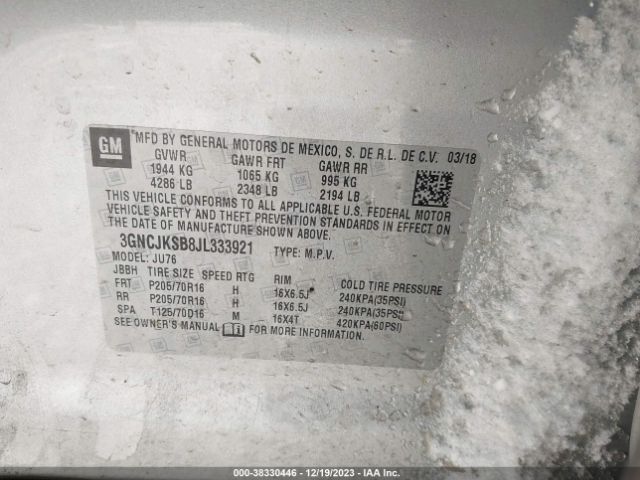 GM
*MFD BY GENERAL MOTORS DE MEXICO, S. DE R.L. DE C.V. 03/18
GVWR GAWR FRT GAWR RR
1944 KG 1065 KG 995 KG
4286 LB 2348 LB 2194 LB
THIS VEHICLE CONFORMS TO ALL APPLICABLE U.S. FEDERAL MOTOR
VEHICLE SAFETY AND THEFT PREVENTION STANDARDS IN EFFECT ON
THE DATE OF MANUFACTURE SHOWN ABOVE.
3GNCJKSB8JL333921 TYPE: M.P.V.
MODEL: JU76
JBBH TIRE SIZE SPEED RTG RIM COLD TIRE PRESSURE
FRT P205/70R16 H 16X6.5J 240KPA(35PSI)
RR P205/70R16 H 16X6.5J 240KPA(35PSI)
SPA T125/70D16 M 16X4T 420KPA(60PSI)
SEE OWNER'S MANUAL FOR MORE INFORMATION.
000-38330446 - 12/19/2023 - IAA Inc.